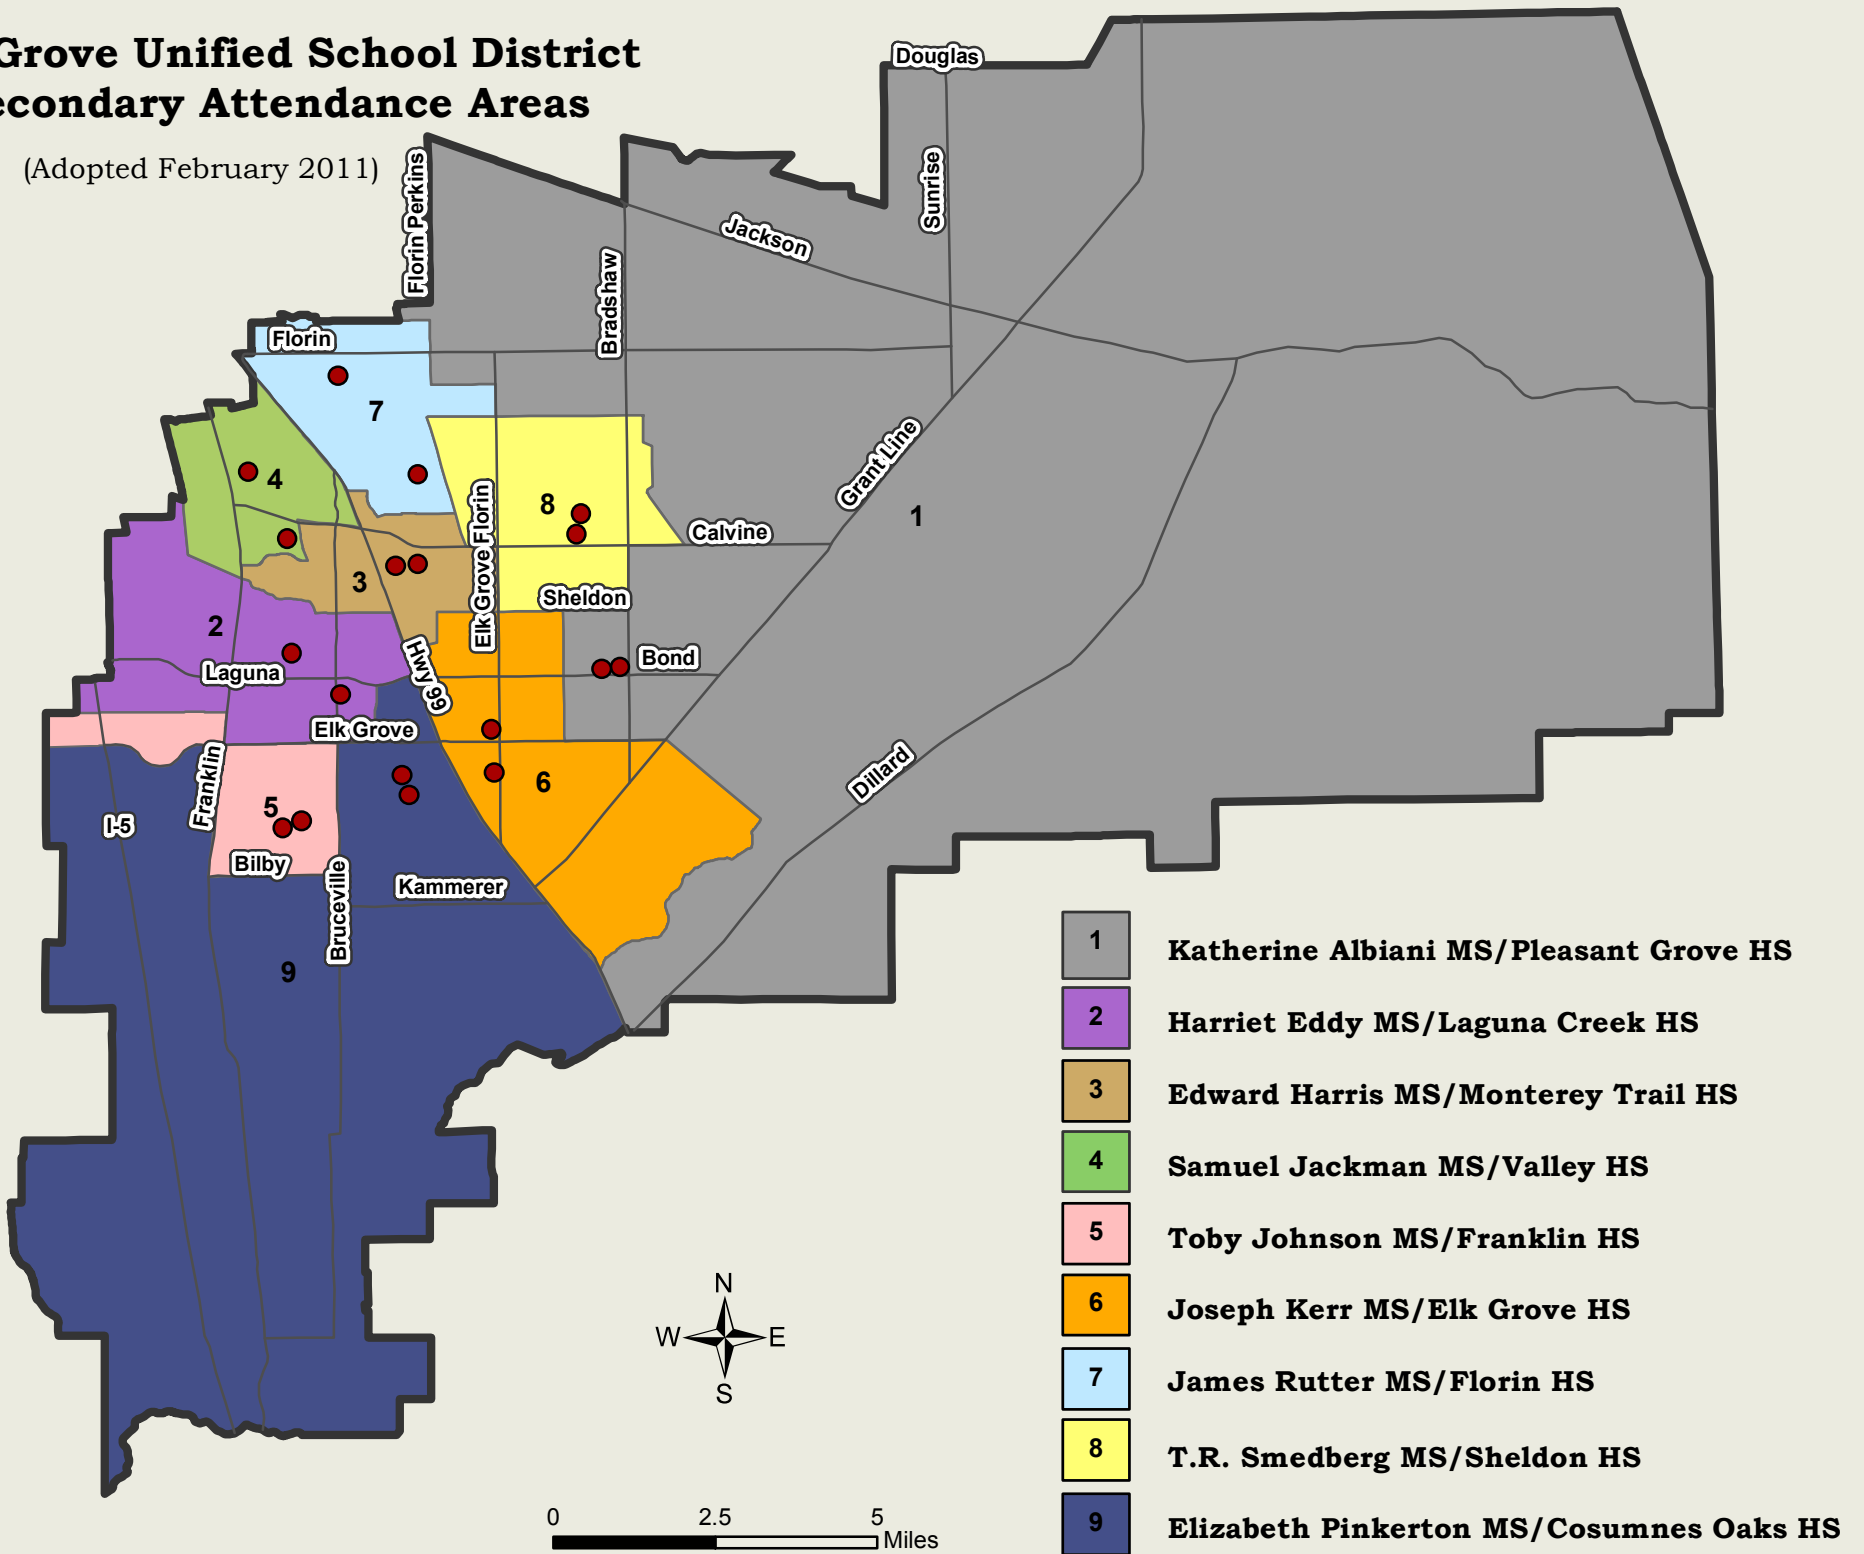 Grove Unified School District
econdary Attendance Areas
(Adopted February 2011)
Douglas
Florin Perkins
Sunrise
Jackson
Bradshaw
Florin
7
Grant Line
4
Elk Grove Florin
8
1
Calvine
3
Sheldon
2
Bond
Laguna
Hwy 99
Elk Grove
Franklin
Dillard
6
5
I-5
Bilby
Kammerer
Bruceville
9
1 Katherine Albiani MS/Pleasant Grove HS
2 Harriet Eddy MS/Laguna Creek HS
3 Edward Harris MS/Monterey Trail HS
4 Samuel Jackman MS/Valley HS
5 Toby Johnson MS/Franklin HS
6 Joseph Kerr MS/Elk Grove HS
7 James Rutter MS/Florin HS
8 T.R. Smedberg MS/Sheldon HS
9 Elizabeth Pinkerton MS/Cosumnes Oaks HS
N
W E
S
0 2.5 5
Miles